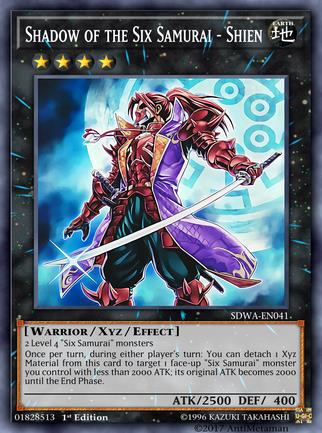 SHADOW OF THE SIX SAMURAI - SHIEN
EARTH
地
SDWA-EN041
[WARRIOR/XYZ/EFFECT]
2 Level 4 "Six Samurai" monsters
Once per turn, during either player's turn: You can detach 1 Xyz
Material from this card to target 1 face-up "Six Samurai" monster
you control with less than 2000 ATK; its original ATK becomes 2000
until the End Phase.
ATK/2500 DEF/ 400
01828513 1st Edition ©1996 KAZUKI TAKAHASHI
©2017 AntiMetaman